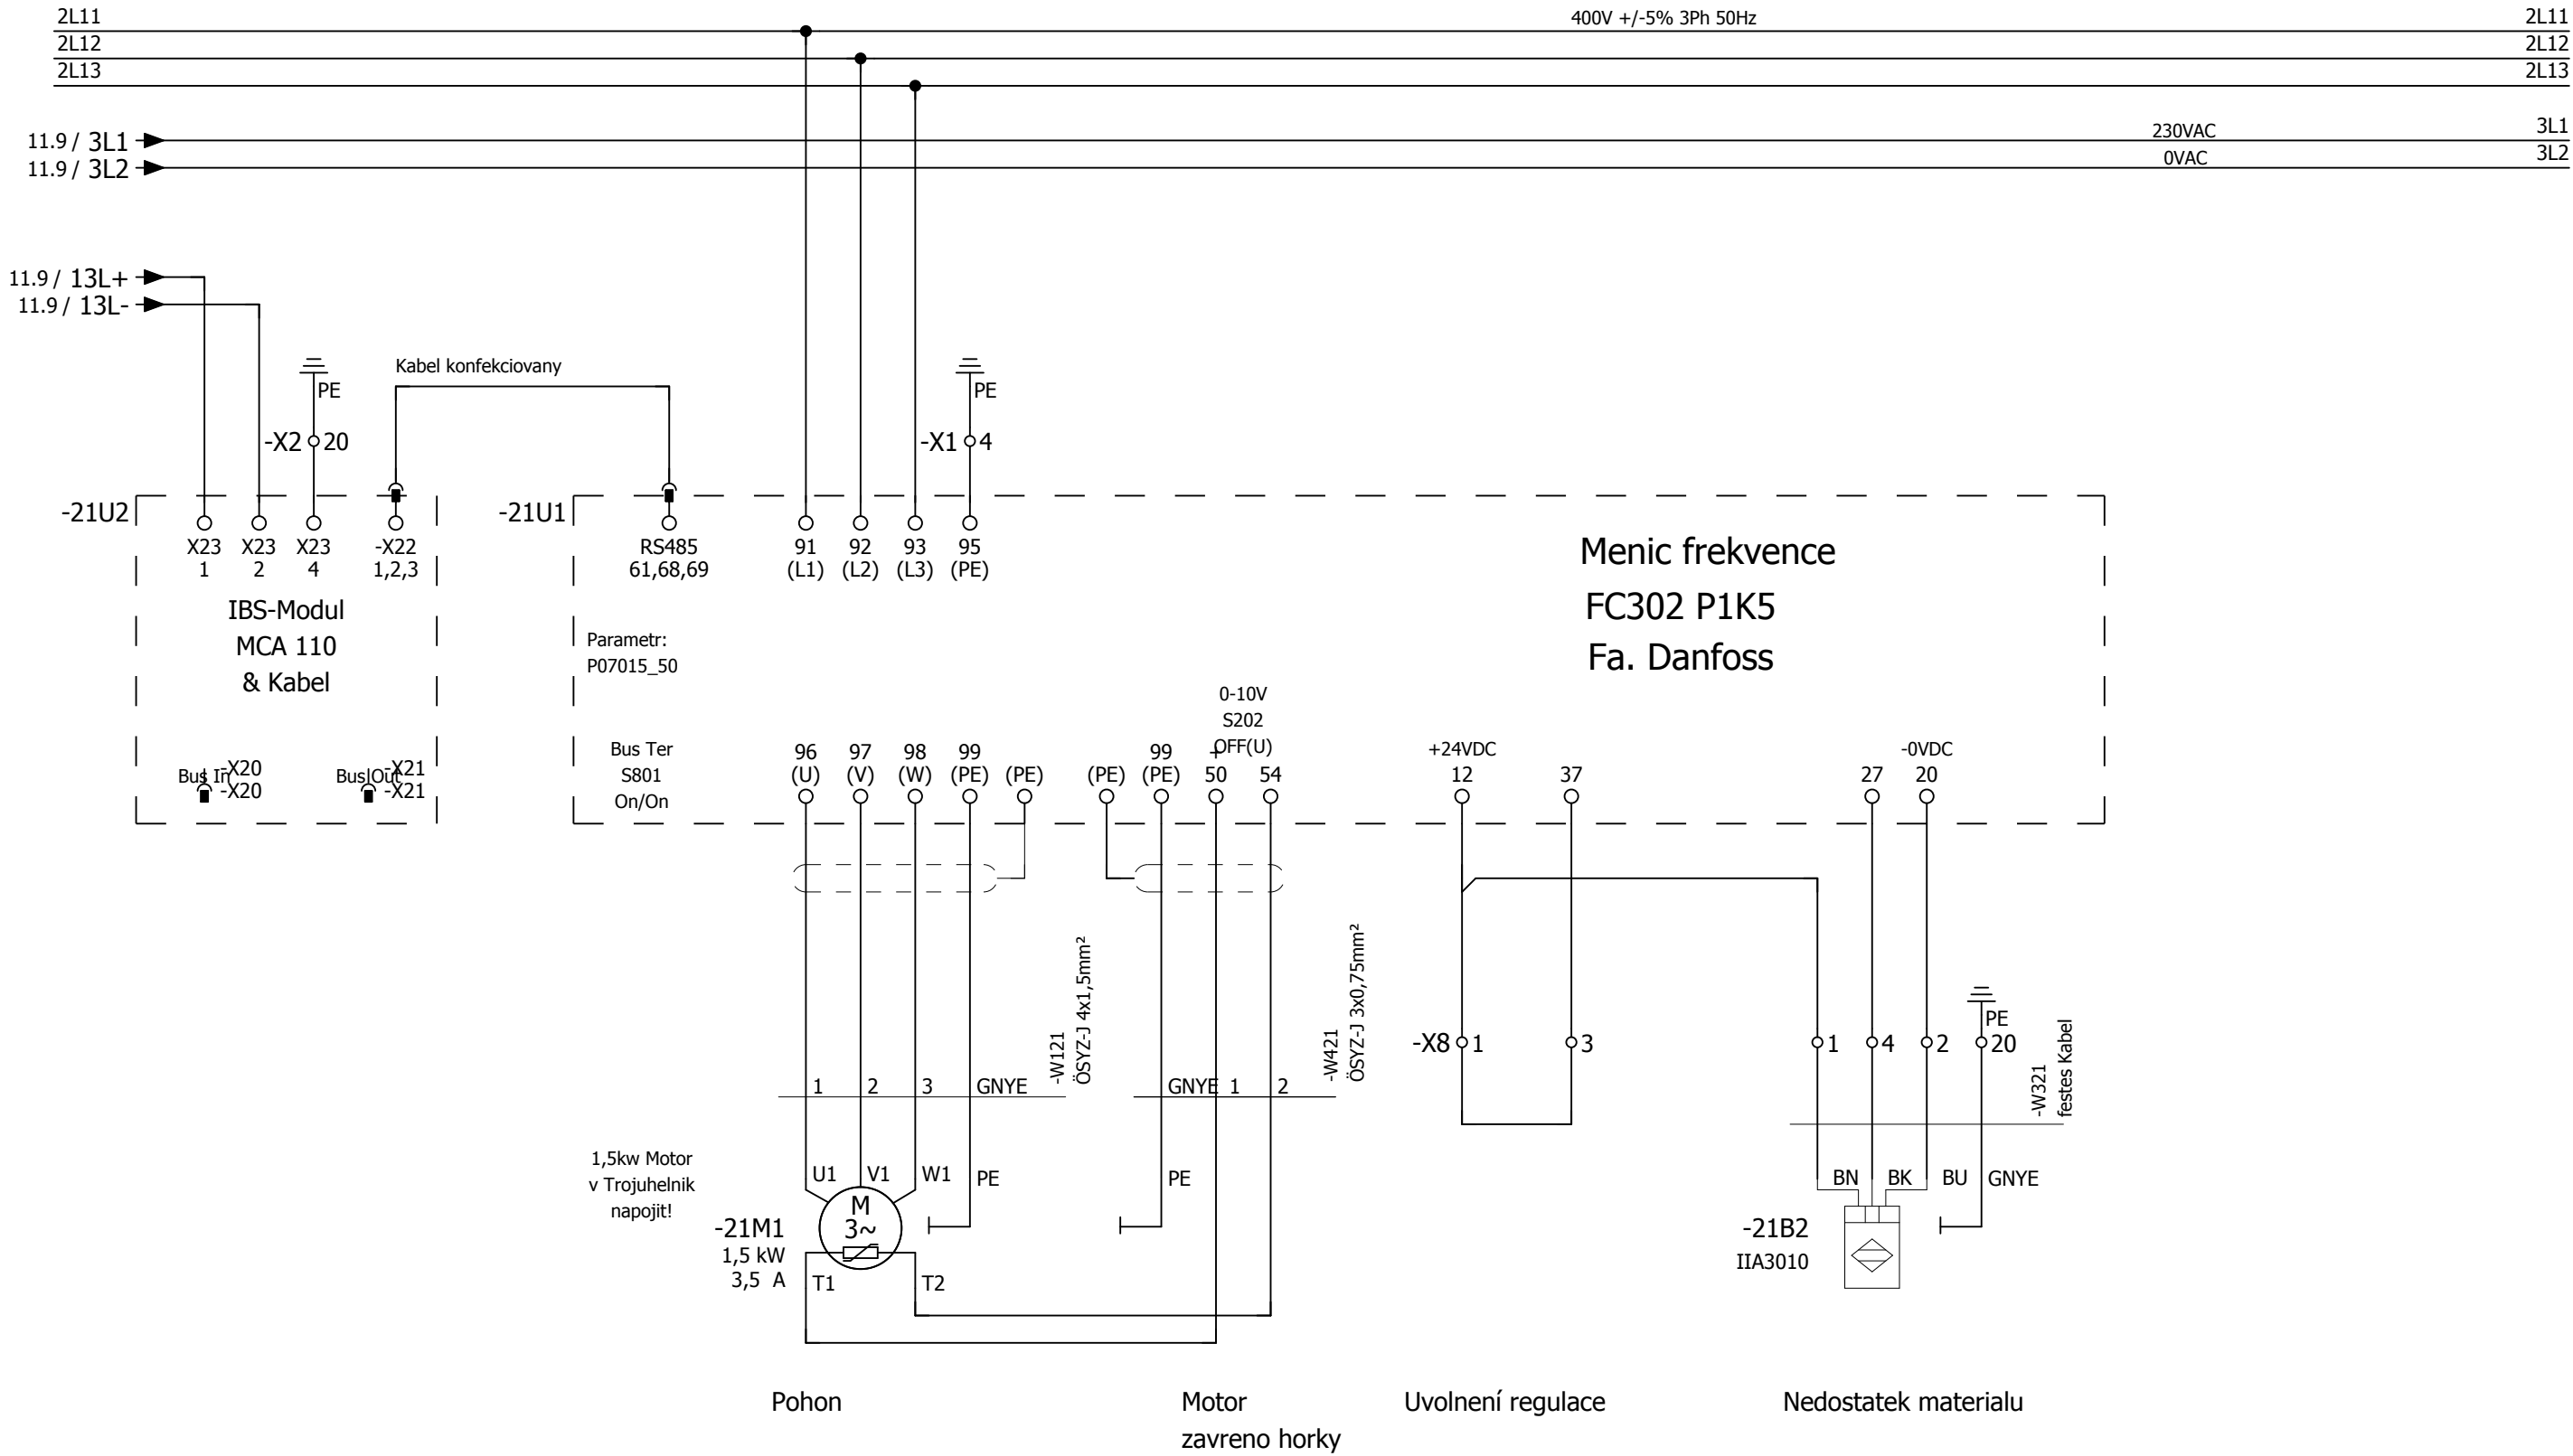 2L11
400V +/-5% 3Ph 50Hz
2L11
2L12
2L12
2L13
2L13
11.9 / 3L1
230VAC
3L1
11.9 / 3L2
0VAC
3L2
11.9 / 13L+
11.9 / 13L-
Kabel konfekciovany
PE
PE
-X2 20
-X1 4
-21U2
-21U1
X23 X23 X23 -X22
1 2 4 1,2,3
IBS-Modul
MCA 110
& Kabel
Bus In
-X20
-X20
Bus Out
-X21
-X21
RS485
61,68,69
91 92 93 95
(L1) (L2) (L3) (PE)
Menic frekvence
FC302 P1K5
Fa. Danfoss
Parametr:
P07015_50
Bus Ter
S801
On/On
96 97 98 99
(U) (V) (W) (PE) (PE)
0-10V
S202
OFF(U)
99 +
(PE) (PE) 50 54
+24VDC
12 37
-0VDC
27 20
-W121
ÖSYZ-J 4x1,5mm²
-W421
ÖSYZ-J 3x0,75mm²
-X8 1 3
1 4 2 20
PE
-W321
festes Kabel
1 2 3 GNYE
GNYE 1 2
1,5kw Motor
v Trojuhelnik
napojit!
U1 V1 W1 PE
PE
BN BK BU GNYE
M
3~
-21M1
1,5 kW
3,5 A
T1 T2
-21B2
IIA3010
Pohon
Motor
zavreno horky
Uvolnení regulace
Nedostatek materialu